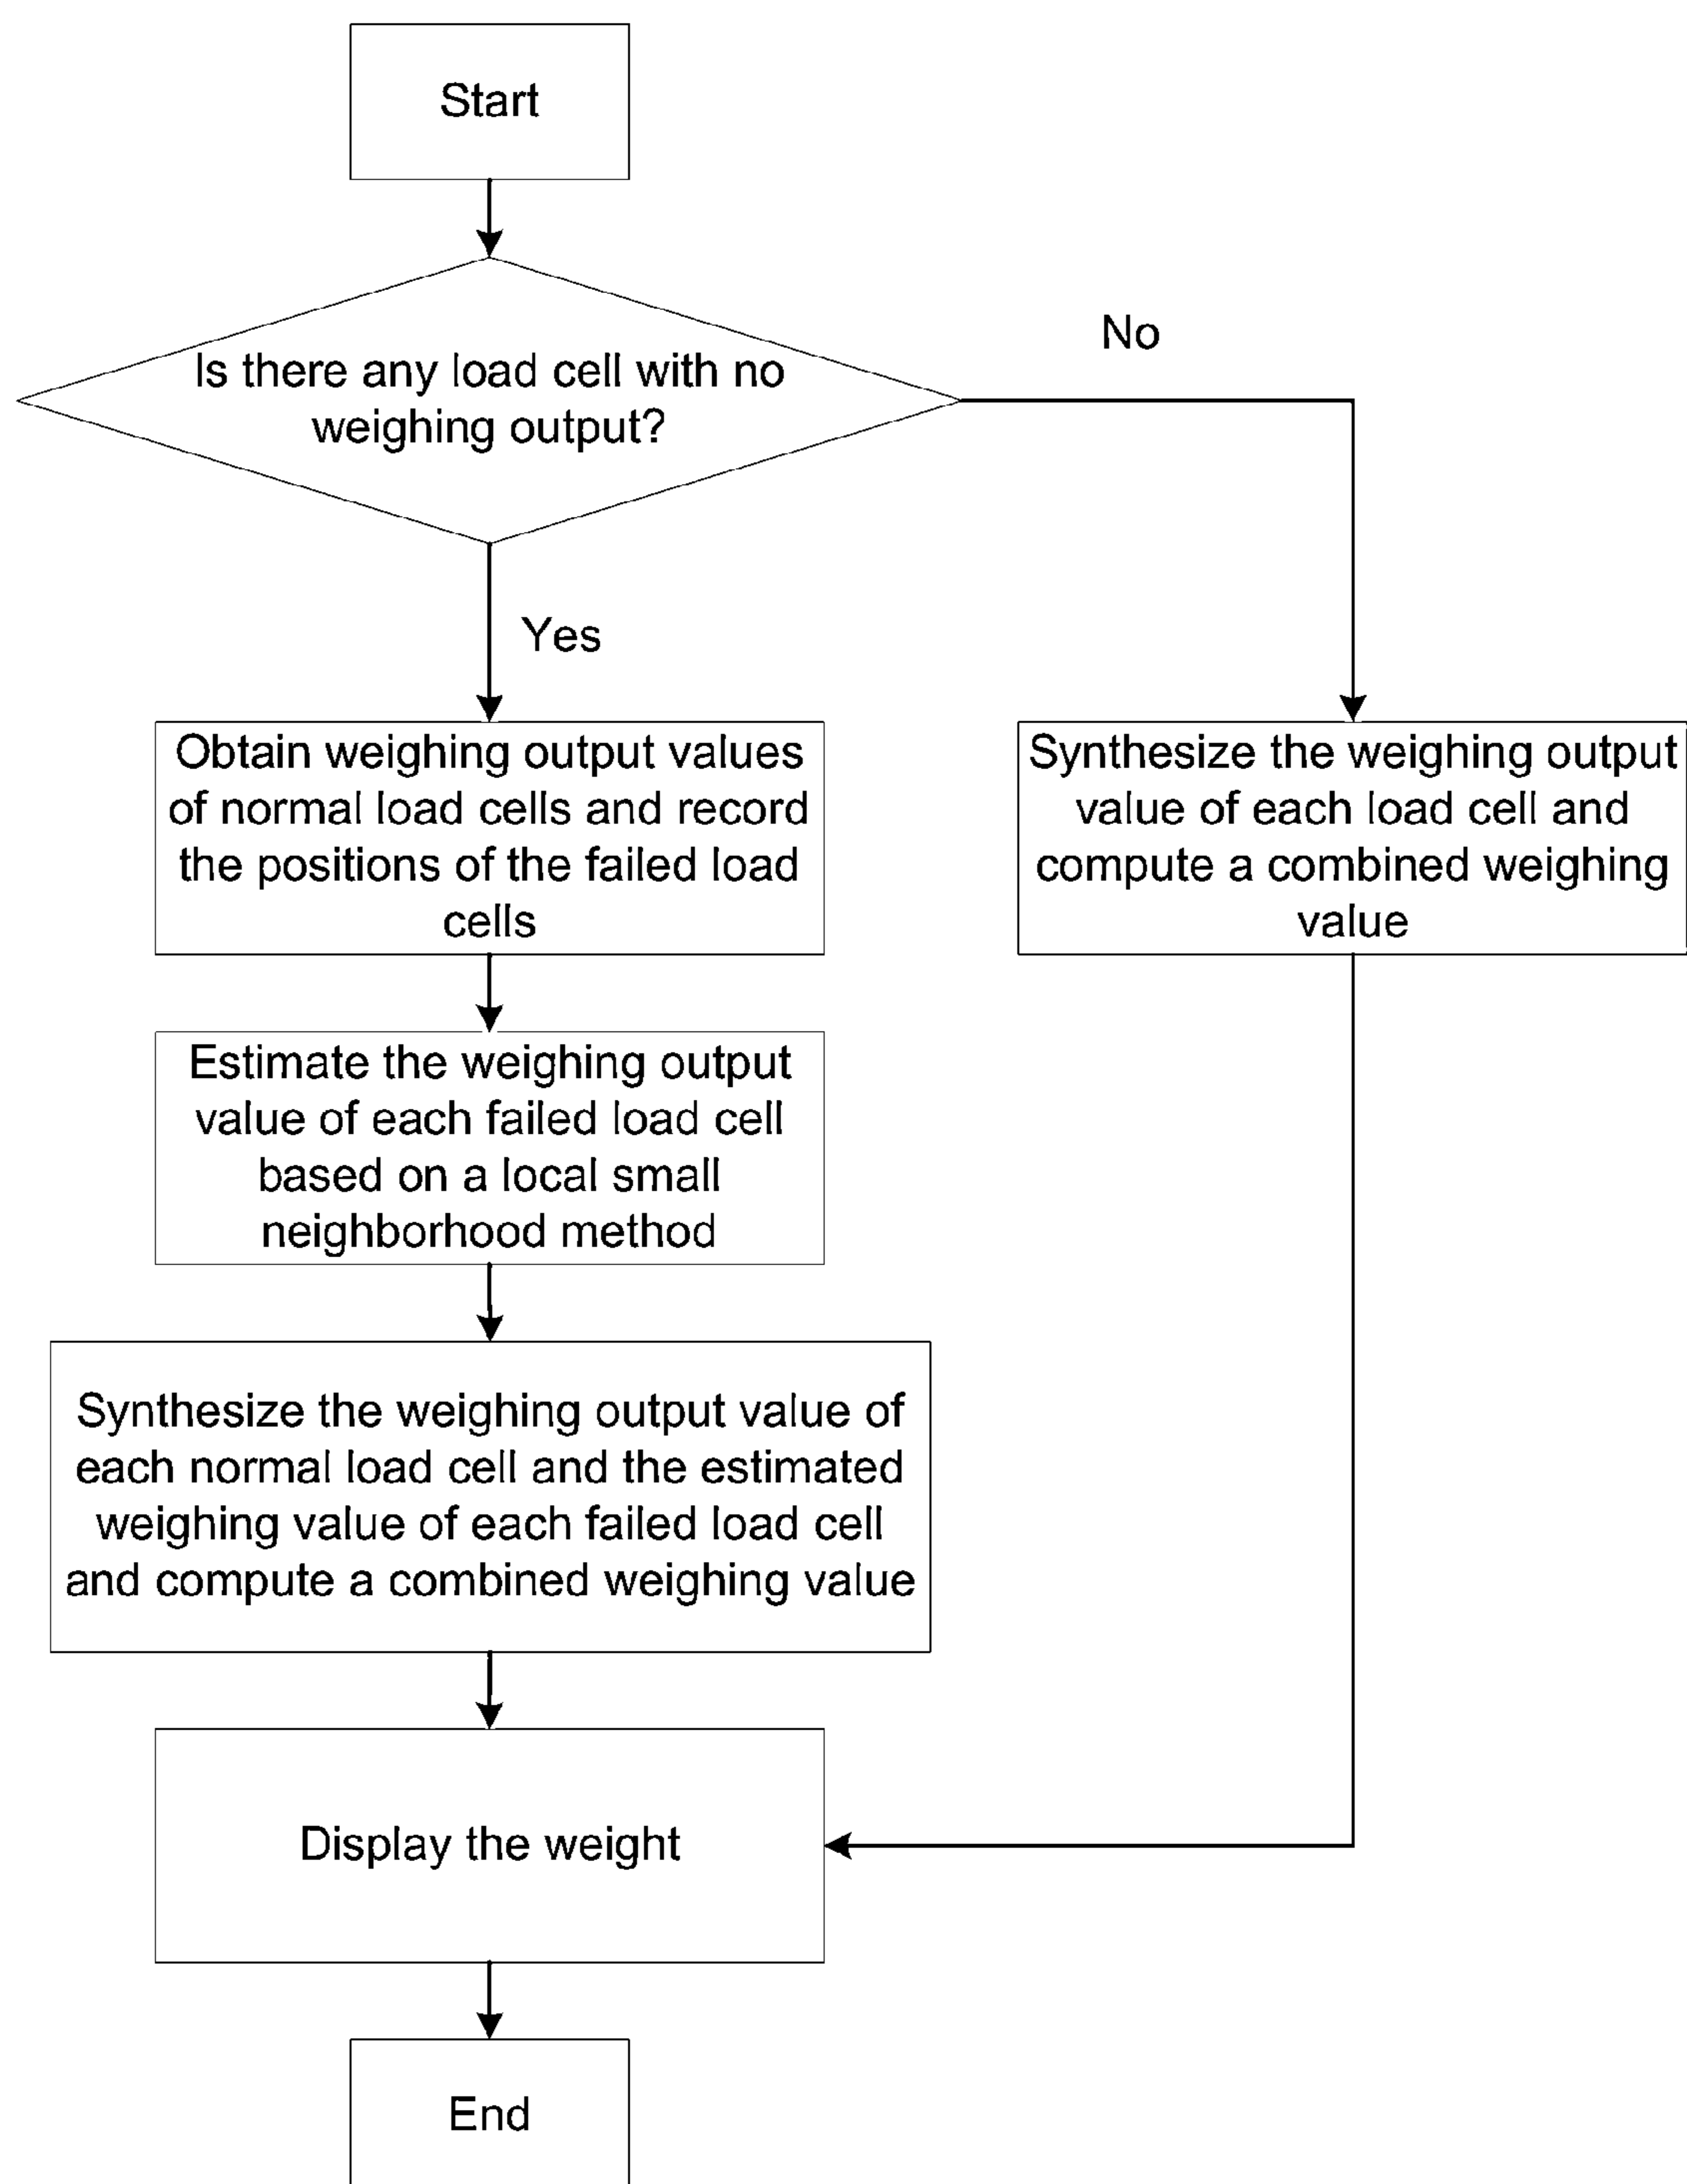 Start
Is there any load cell with no
weighing output?
No
Yes
Obtain weighing output values
of normal load cells and record
the positions of the failed load
cells
Synthesize the weighing output
value of each load cell and
compute a combined weighing
value
Estimate the weighing output
value of each failed load cell
based on a local small
neighborhood method
Synthesize the weighing output value of
each normal load cell and the estimated
weighing value of each failed load cell
and compute a combined weighing value
Display the weight
End